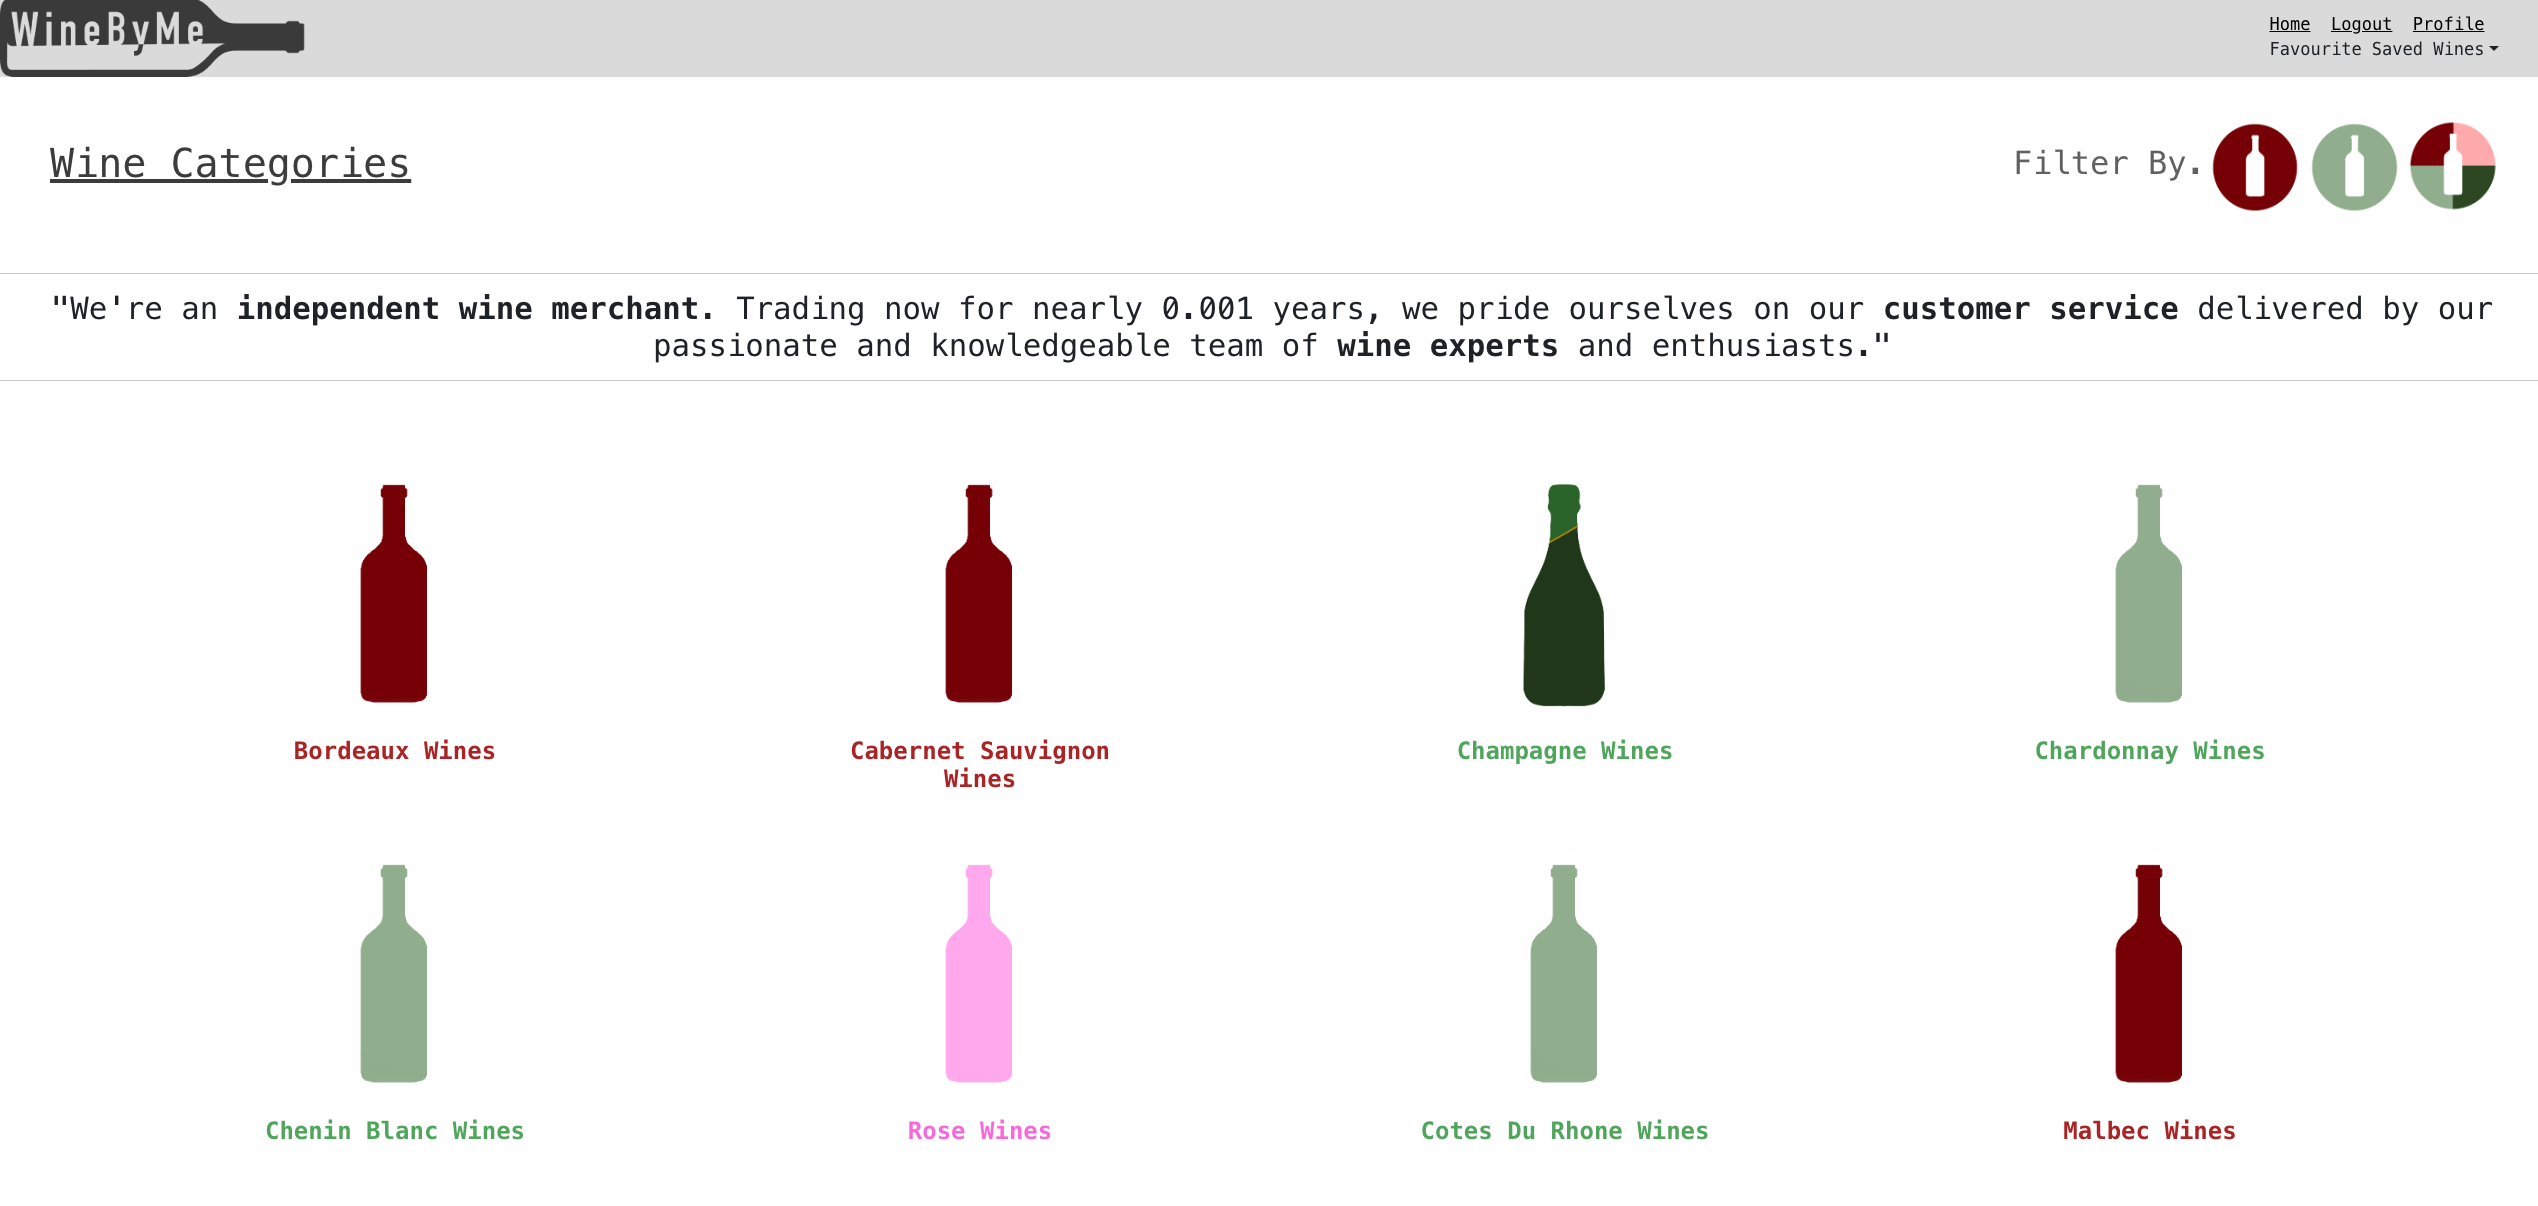 WineByMe
Home Logout Profile
Favourite Saved Wines
Wine Categories
Filter By.
"We're an independent wine merchant. Trading now for nearly 0.001 years, we pride ourselves on our customer service delivered by our
passionate and knowledgeable team of wine experts and enthusiasts."
Bordeaux Wines
Cabernet Sauvignon
Wines
Champagne Wines
Chardonnay Wines
Chenin Blanc Wines
Rose Wines
Cotes Du Rhone Wines
Malbec Wines